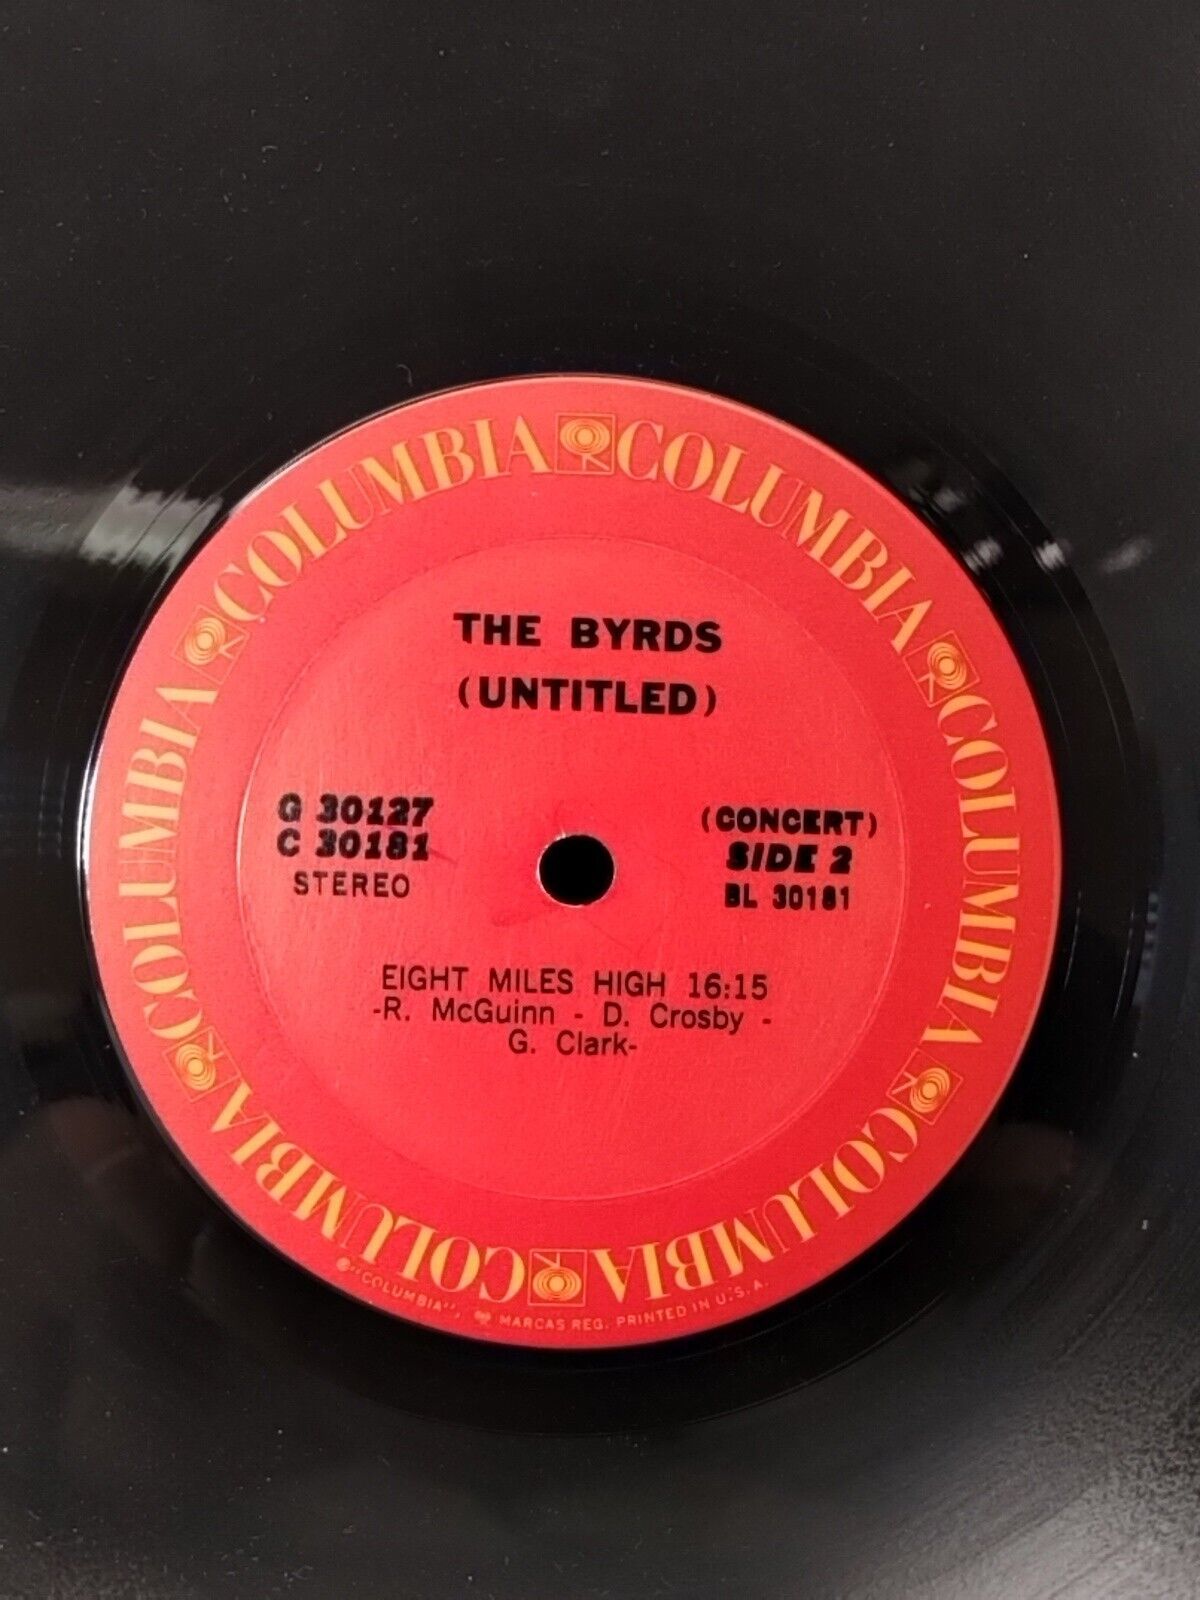 COLUMBIA COLUMBIA COLUMBIA COLUMBIA COLUMBIA COLUMBIA COLUMBIA
THE BYRDS
(UNTITLED)
G 30127
C 30181
STEREO
(CONCERT)
SIDE 2
BL 30181
EIGHT MILES HIGH 16:15
-R. McGuinn - D. Crosby -
G. Clark-
®"COLUMBIA", MARCAS REG. PRINTED IN U.S.A.